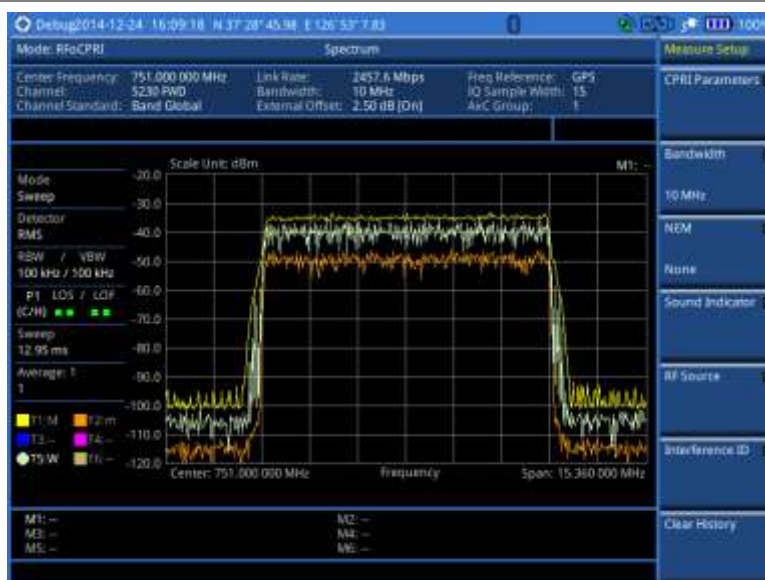 Debug2014-12-24 16:09:18 N 37° 28' 45.98 E 126° 53' 7.83 100%
Mode: RFoCPRI Spectrum Measure Setup
Center Frequency: 751.000 000 MHz Link Rate: 2457.6 Mbps Freq Reference: GPS
Channel: 5230 FWD Bandwidth: 10 MHz IQ Sample Width: 15
Channel Standard: Band Global External Offset: 2.50 dB [On] AxC Group: 1
CPRI Parameters
Scale Unit: dBm M1: --
Bandwidth
10 MHz
Mode
Sweep
Detector
RMS
RBW / VBW
100 kHz / 100 kHz
P1 LOS / LOF
(C/H)
Sweep
12.95 ms
Average: 1
1
T1:M T2:m
T3:-- T4:--
T5:W T6:--
-20.0
-30.0
-40.0
-50.0
-60.0
-70.0
-80.0
-90.0
-100.0
-110.0
-120.0
Center: 751.000 000 MHz Frequency Span: 15.360 000 MHz
NEM
None
Sound Indicator
RF Source
Interference ID
Clear History
M1: -- M2: --
M3: -- M4: --
M5: -- M6: --